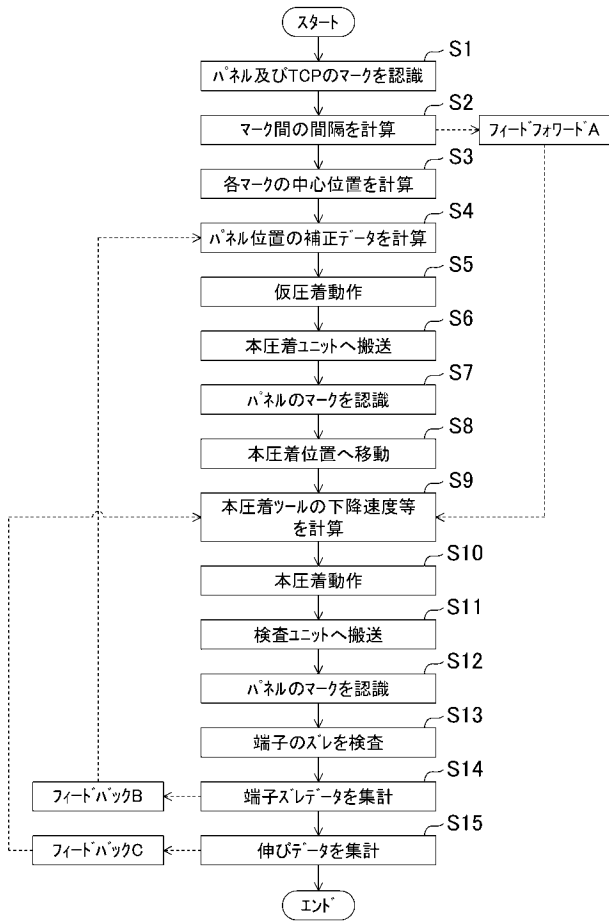 スタート
S1
パネル及びTCPのマークを認識
S2
マーク間の間隔を計算
フィードフォワードA
S3
各マークの中心位置を計算
S4
パネル位置の補正データを計算
S5
仮圧着動作
S6
本圧着ユニットへ搬送
S7
パネルのマークを認識
S8
本圧着位置へ移動
S9
本圧着ツールの下降速度等
を計算
S10
本圧着動作
S11
検査ユニットへ搬送
S12
パネルのマークを認識
S13
端子のズレを検査
S14
フィードバックB
端子ズレデータを集計
S15
フィードバックC
伸びデータを集計
エンド